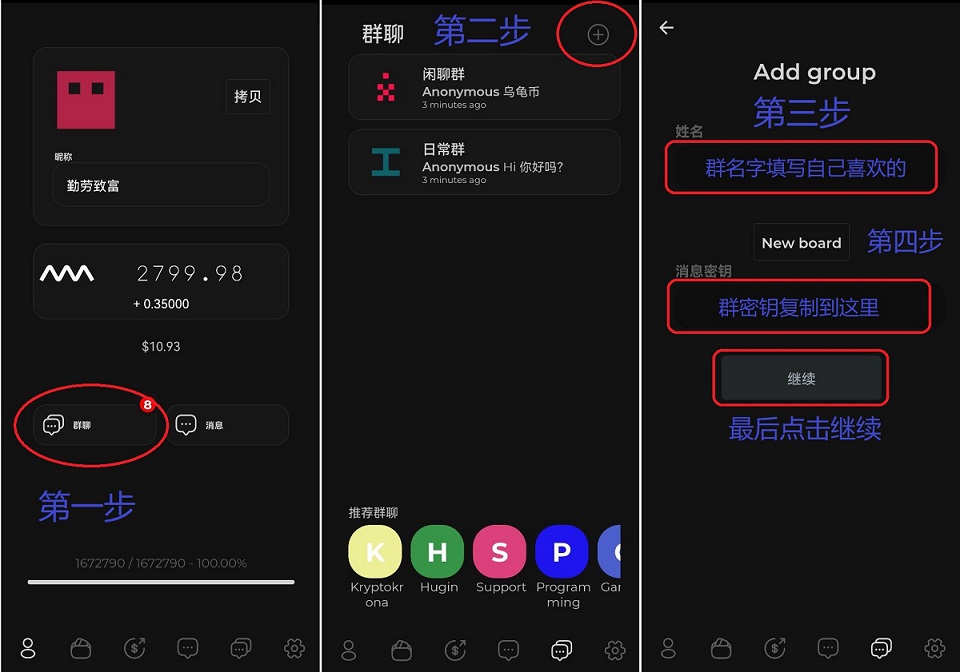 拷贝
昵称
勤劳致富
2799.98
+ 0.35000
$10.93
8
群聊
消息
第一步
1672790 / 1672790 - 100.00%
群聊
第二步
闲聊群
Anonymous 乌龟币
3 minutes ago
日常群
Anonymous Hi 你好吗?
3 minutes ago
推荐群聊
K
H
S
P
Kryptokr
ona
Hugin
Support
Program
ming
Add group
第三步
姓名
群名字填写自己喜欢的
New board
第四步
消息密钥
群密钥复制到这里
继续
最后点击继续